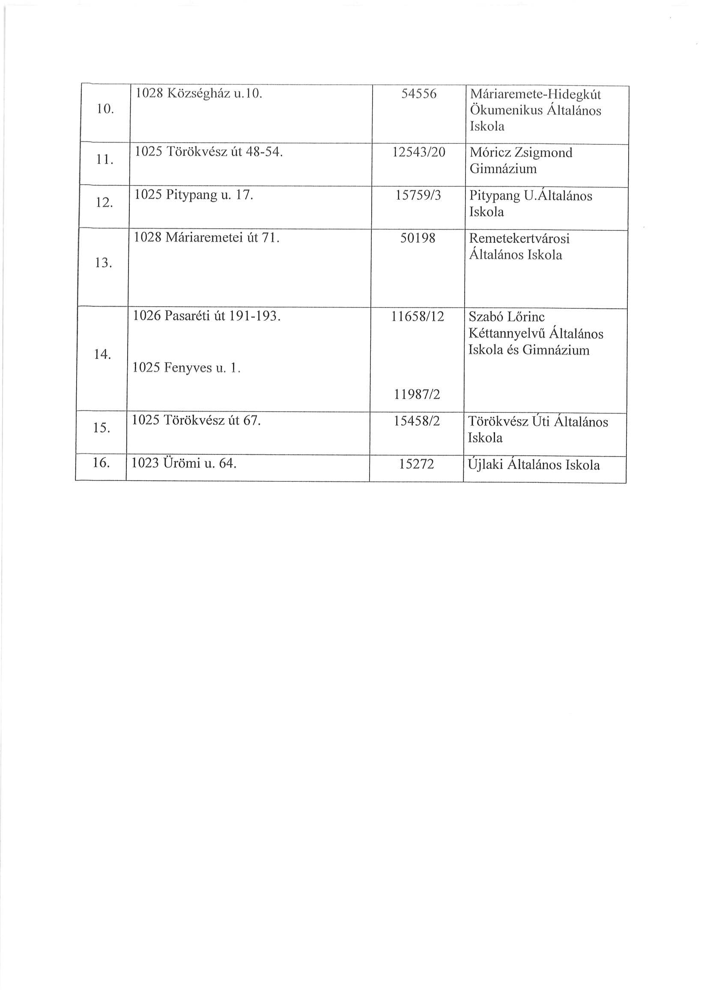 10.
1028 Községház u.10.
54556
Máriaremete-Hidegkút
Ökumenikus Általános
Iskola
11.
1025 Törökvész út 48-54.
12543/20
Móricz Zsigmond
Gimnázium
12.
1025 Pitypang u. 17.
15759/3
Pitypang U.Általános
Iskola
13.
1028 Máriaremetei út 71.
50198
Remetekertvárosi
Általános Iskola
14.
1026 Pasaréti út 191-193.
1025 Fenyves u. 1.
11658/12
11987/2
Szabó Lőrinc
Kéttannyelvű Általános
Iskola és Gimnázium
15.
1025 Törökvész út 67.
15458/2
Törökvész Úti Általános
Iskola
16.
1023 Ürömi u. 64.
15272
Újlaki Általános Iskola